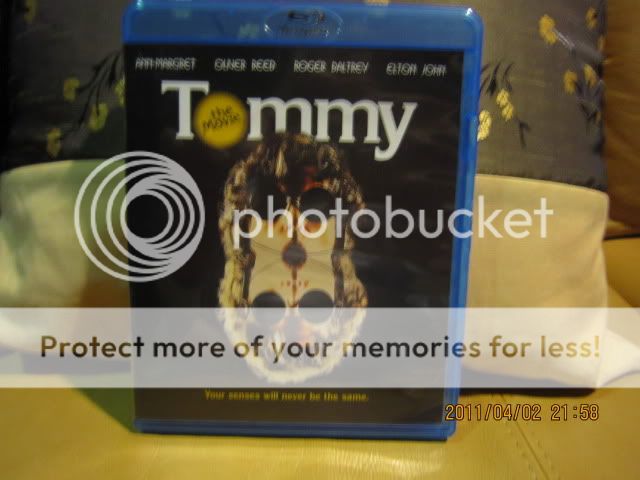 ANN-MARGRET OLIVER REED ROGER DALTREY ELTON JOHN
Tommy
the movie
photobucket
Protect more of your memories for less!
Your senses will never be the same.
2011/04/02 21:58